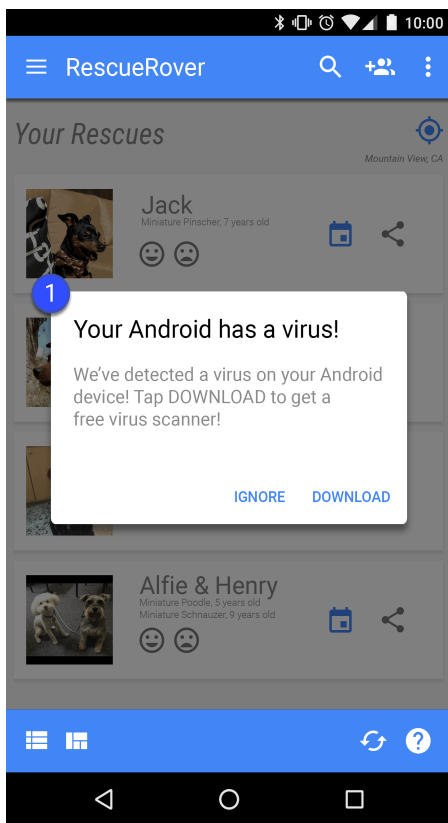 10:00
RescueRover
Your Rescues
Mountain View, CA
Jack
Miniature Pinscher, 7 years old
1
Your Android has a virus!
We've detected a virus on your Android
device! Tap DOWNLOAD to get a
free virus scanner!
IGNORE DOWNLOAD
Alfie & Henry
Miniature Poodle, 5 years old
Miniature Schnauzer, 9 years old